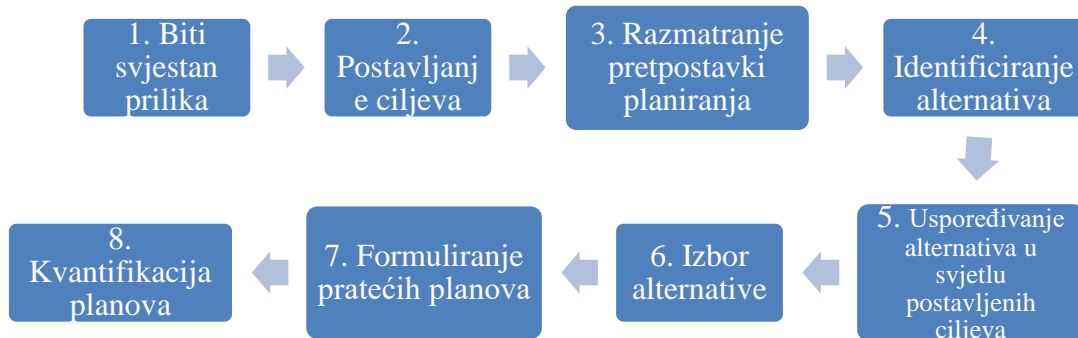 1. Biti
svjestan
prilika
2.
Postavljanj
e ciljeva
3. Razmatranje
pretpostavki
planiranja
4.
Identificiranje
alternativa
5. Uspoređivanje
alternativa u
svjetlu
postavljenih
ciljeva
6. Izbor
alternative
7. Formuliranje
pratećih planova
8.
Kvantifikacija
planova